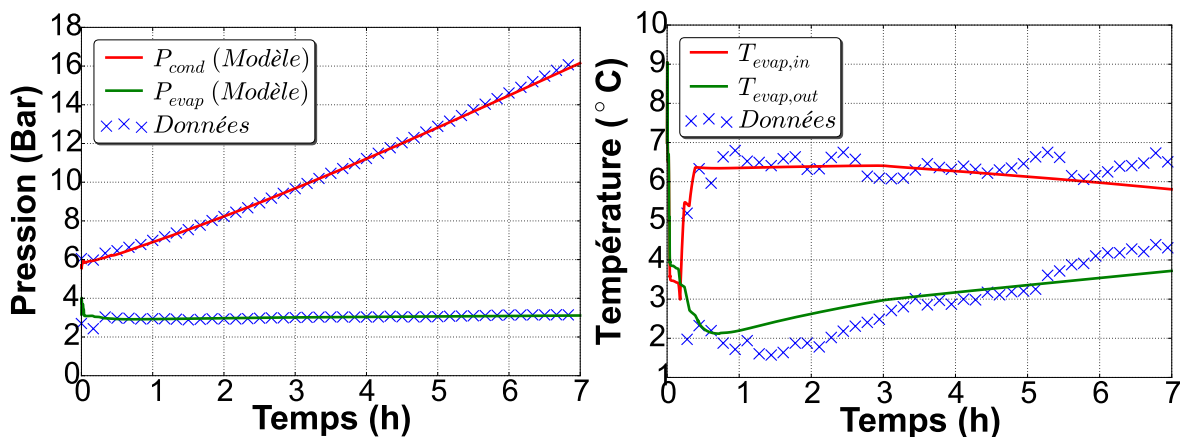 Pression (Bar)
18
16
14
12
10
8
6
4
2
0
P_cond (Modèle)
P_evap (Modèle)
Données
0 1 2 3 4 5 6 7
Temps (h)
Température (°C)
10
9
8
7
6
5
4
3
2
1
T_evap,in
T_evap,out
Données
0 1 2 3 4 5 6 7
Temps (h)